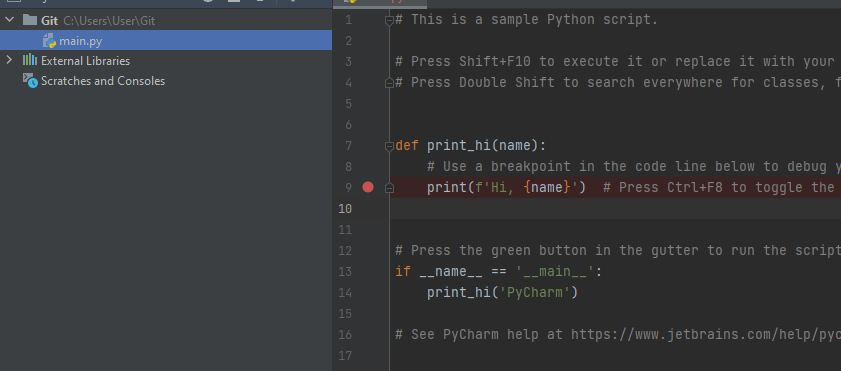 Git C:\Users\User\Git
main.py
External Libraries
Scratches and Consoles
1 # This is a sample Python script.
2
3 # Press Shift+F10 to execute it or replace it with your
4 # Press Double Shift to search everywhere for classes,
5
6
7 def print_hi(name):
8 # Use a breakpoint in the code line below to debug
9 print(f'Hi, {name}') # Press Ctrl+F8 to toggle the
10
11
12 # Press the green button in the gutter to run the script
13 if __name__ == '__main__':
14 print_hi('PyCharm')
15
16 # See PyCharm help at https://www.jetbrains.com/help/pyc
17